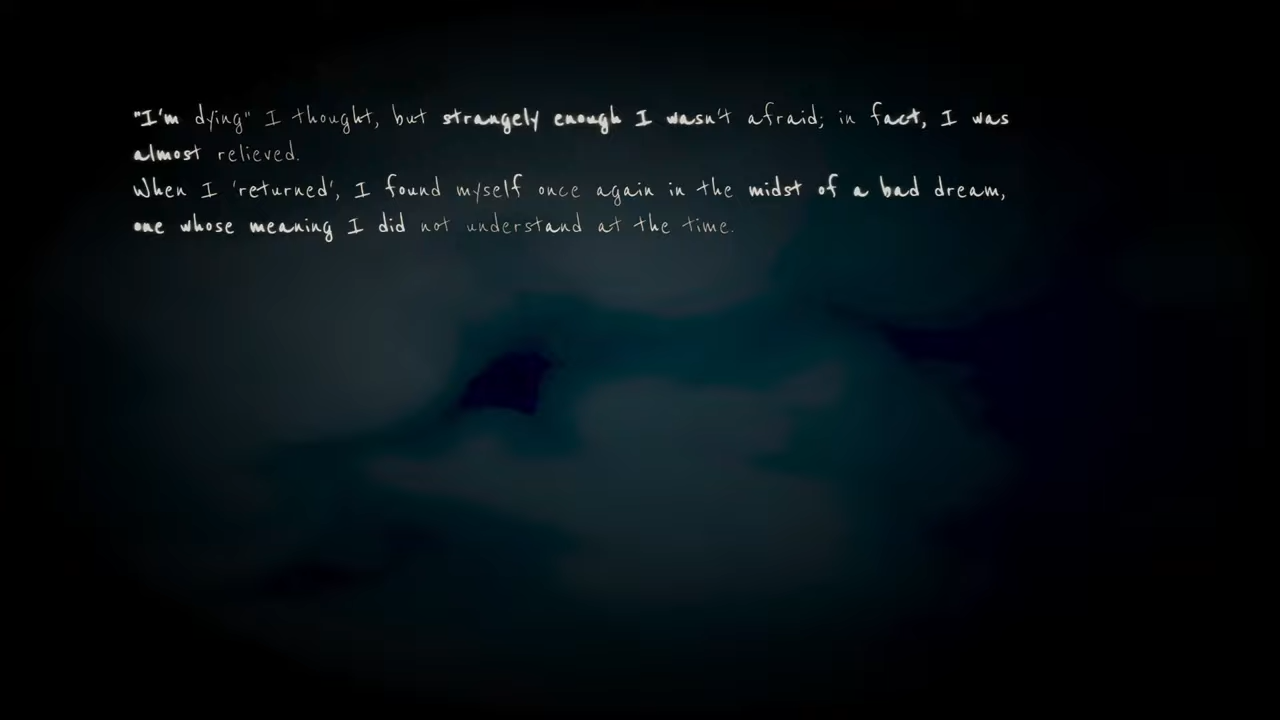 "I'm dying" I thought, but strangely enough I wasn't afraid; in fact, I was
almost relieved.
When I 'returned', I found myself once again in the midst of a bad dream,
one whose meaning I did not understand at the time.